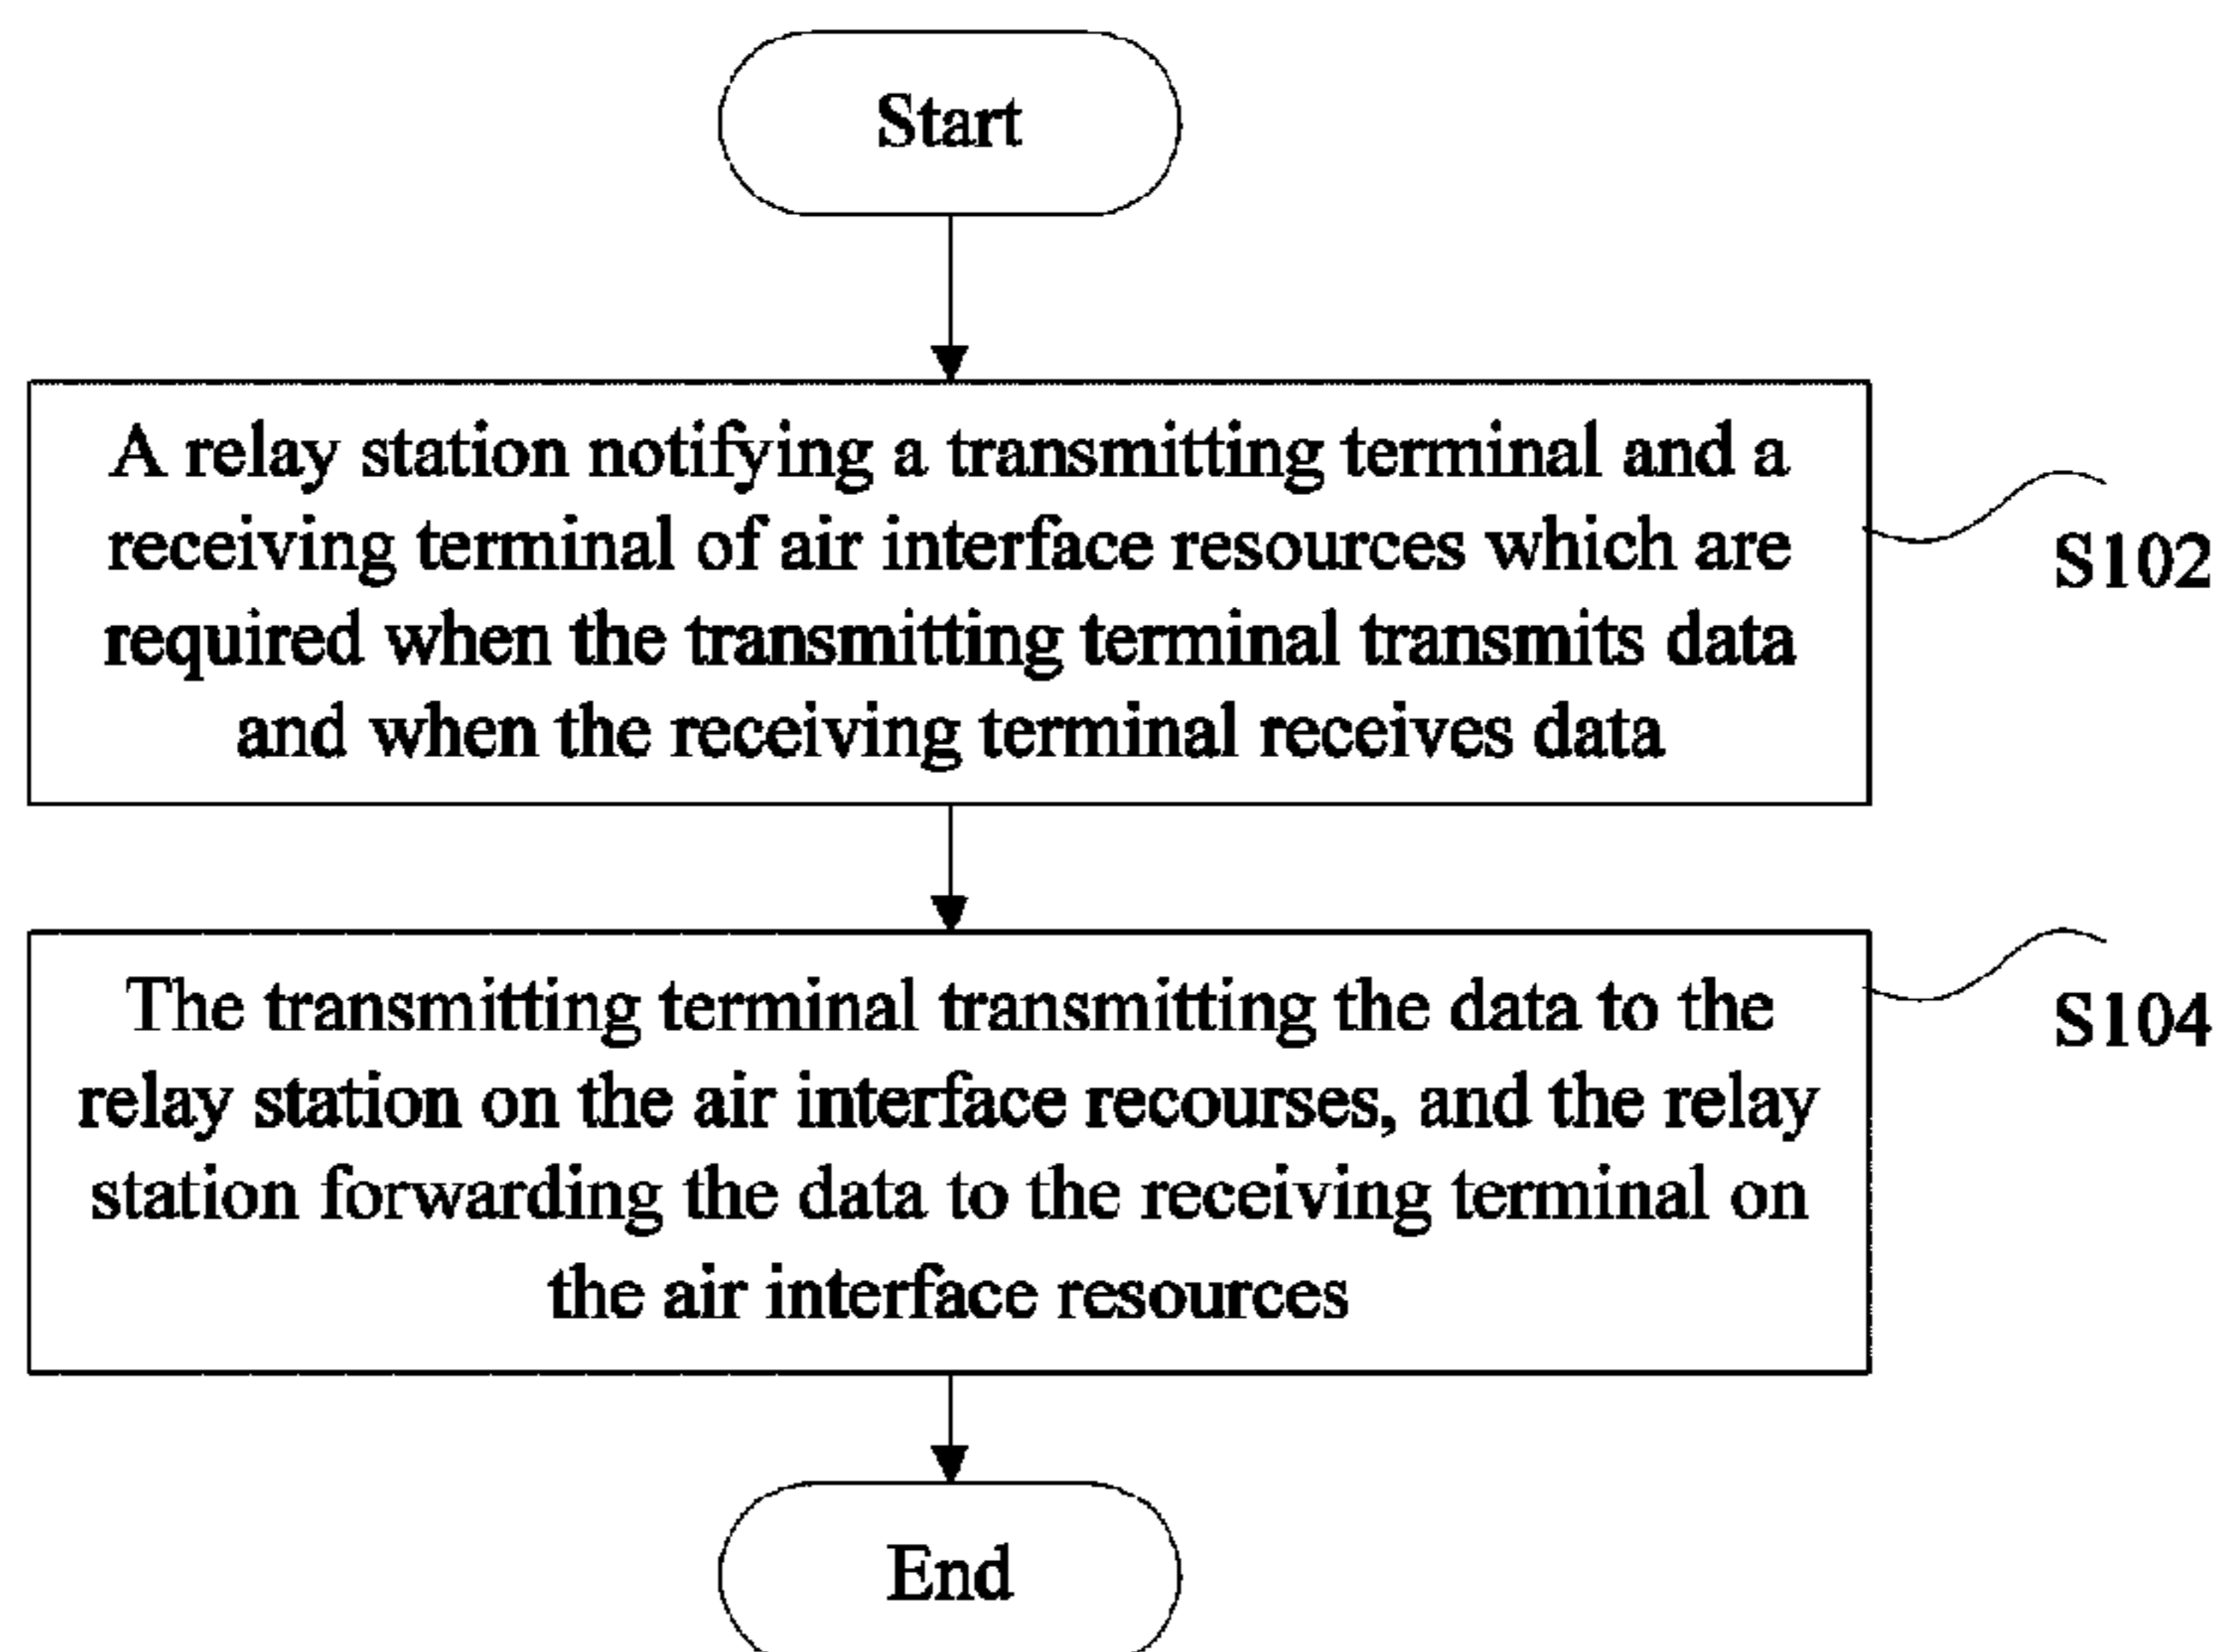 Start
A relay station notifying a transmitting terminal and a
receiving terminal of air interface resources which are
required when the transmitting terminal transmits data
and when the receiving terminal receives data
S102
The transmitting terminal transmitting the data to the
relay station on the air interface recourses, and the relay
station forwarding the data to the receiving terminal on
the air interface resources
S104
End